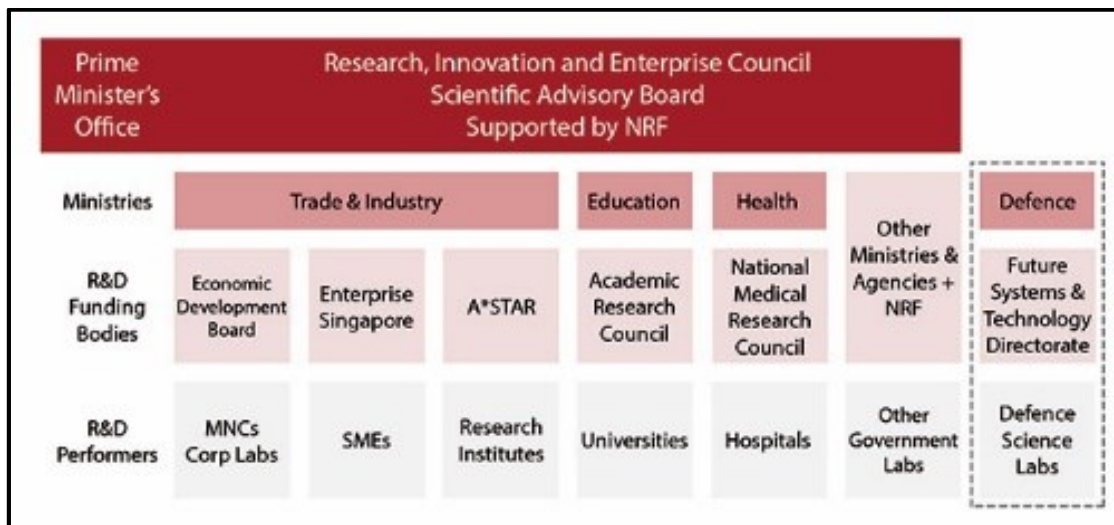 Prime
Minister's
Office
Research, Innovation and Enterprise Council
Scientific Advisory Board
Supported by NRF
Ministries
Trade & Industry
Education
Health
Other
Ministries &
Agencies +
NRF
Defence
R&D
Funding
Bodies
Economic
Development
Board
Enterprise
Singapore
A*STAR
Academic
Research
Council
National
Medical
Research
Council
Future
Systems &
Technology
Directorate
R&D
Performers
MNCs
Corp Labs
SMEs
Research
Institutes
Universities
Hospitals
Other
Government
Labs
Defence
Science
Labs